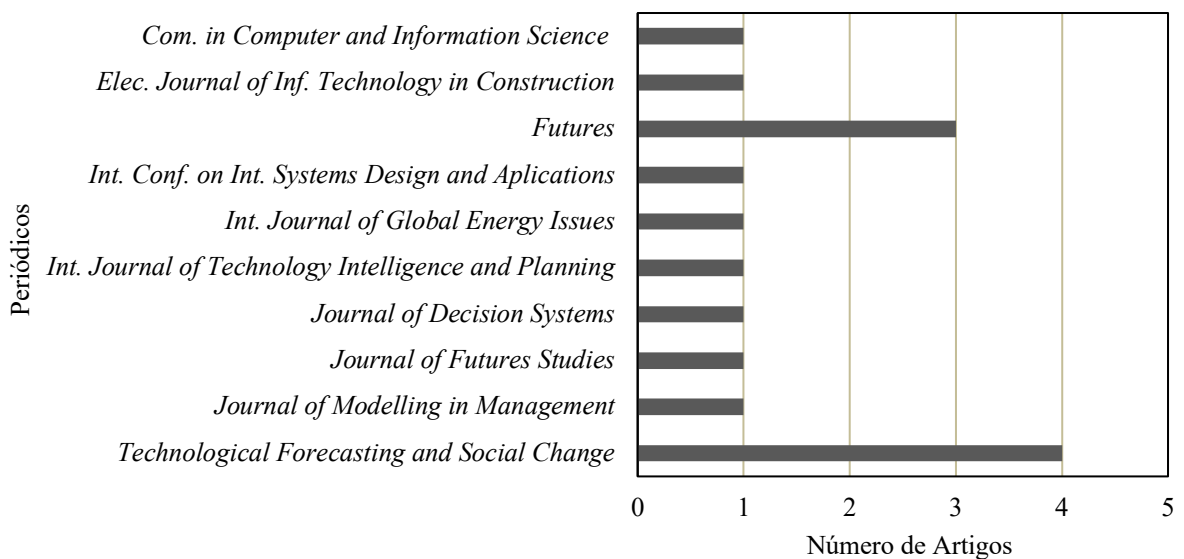 Periódicos
Com. in Computer and Information Science
Elec. Journal of Inf. Technology in Construction
Futures
Int. Conf. on Int. Systems Design and Aplications
Int. Journal of Global Energy Issues
Int. Journal of Technology Intelligence and Planning
Journal of Decision Systems
Journal of Futures Studies
Journal of Modelling in Management
Technological Forecasting and Social Change
0 1 2 3 4 5
Número de Artigos